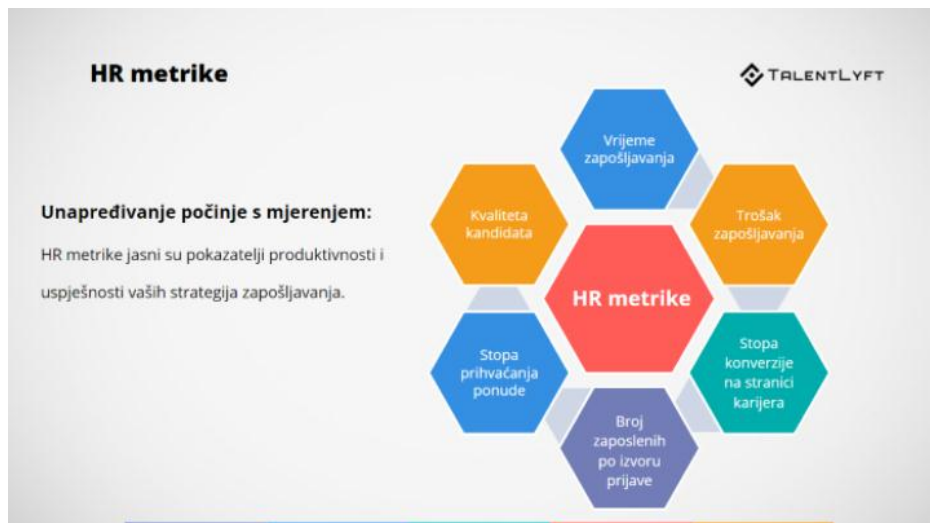 HR metrike
TALENTLYFT
Unapređivanje počinje s mjerenjem:
HR metrike jasni su pokazatelji produktivnosti i
uspješnosti vaših strategija zapošljavanja.
Vrijeme
zapošljavanja
Trošak
zapošljavanja
Stopa
konverzije
na stranici
karijera
Broj
zaposlenih
po izvoru
prijave
Stopa
prihvaćanja
ponude
Kvaliteta
kandidata
HR metrike